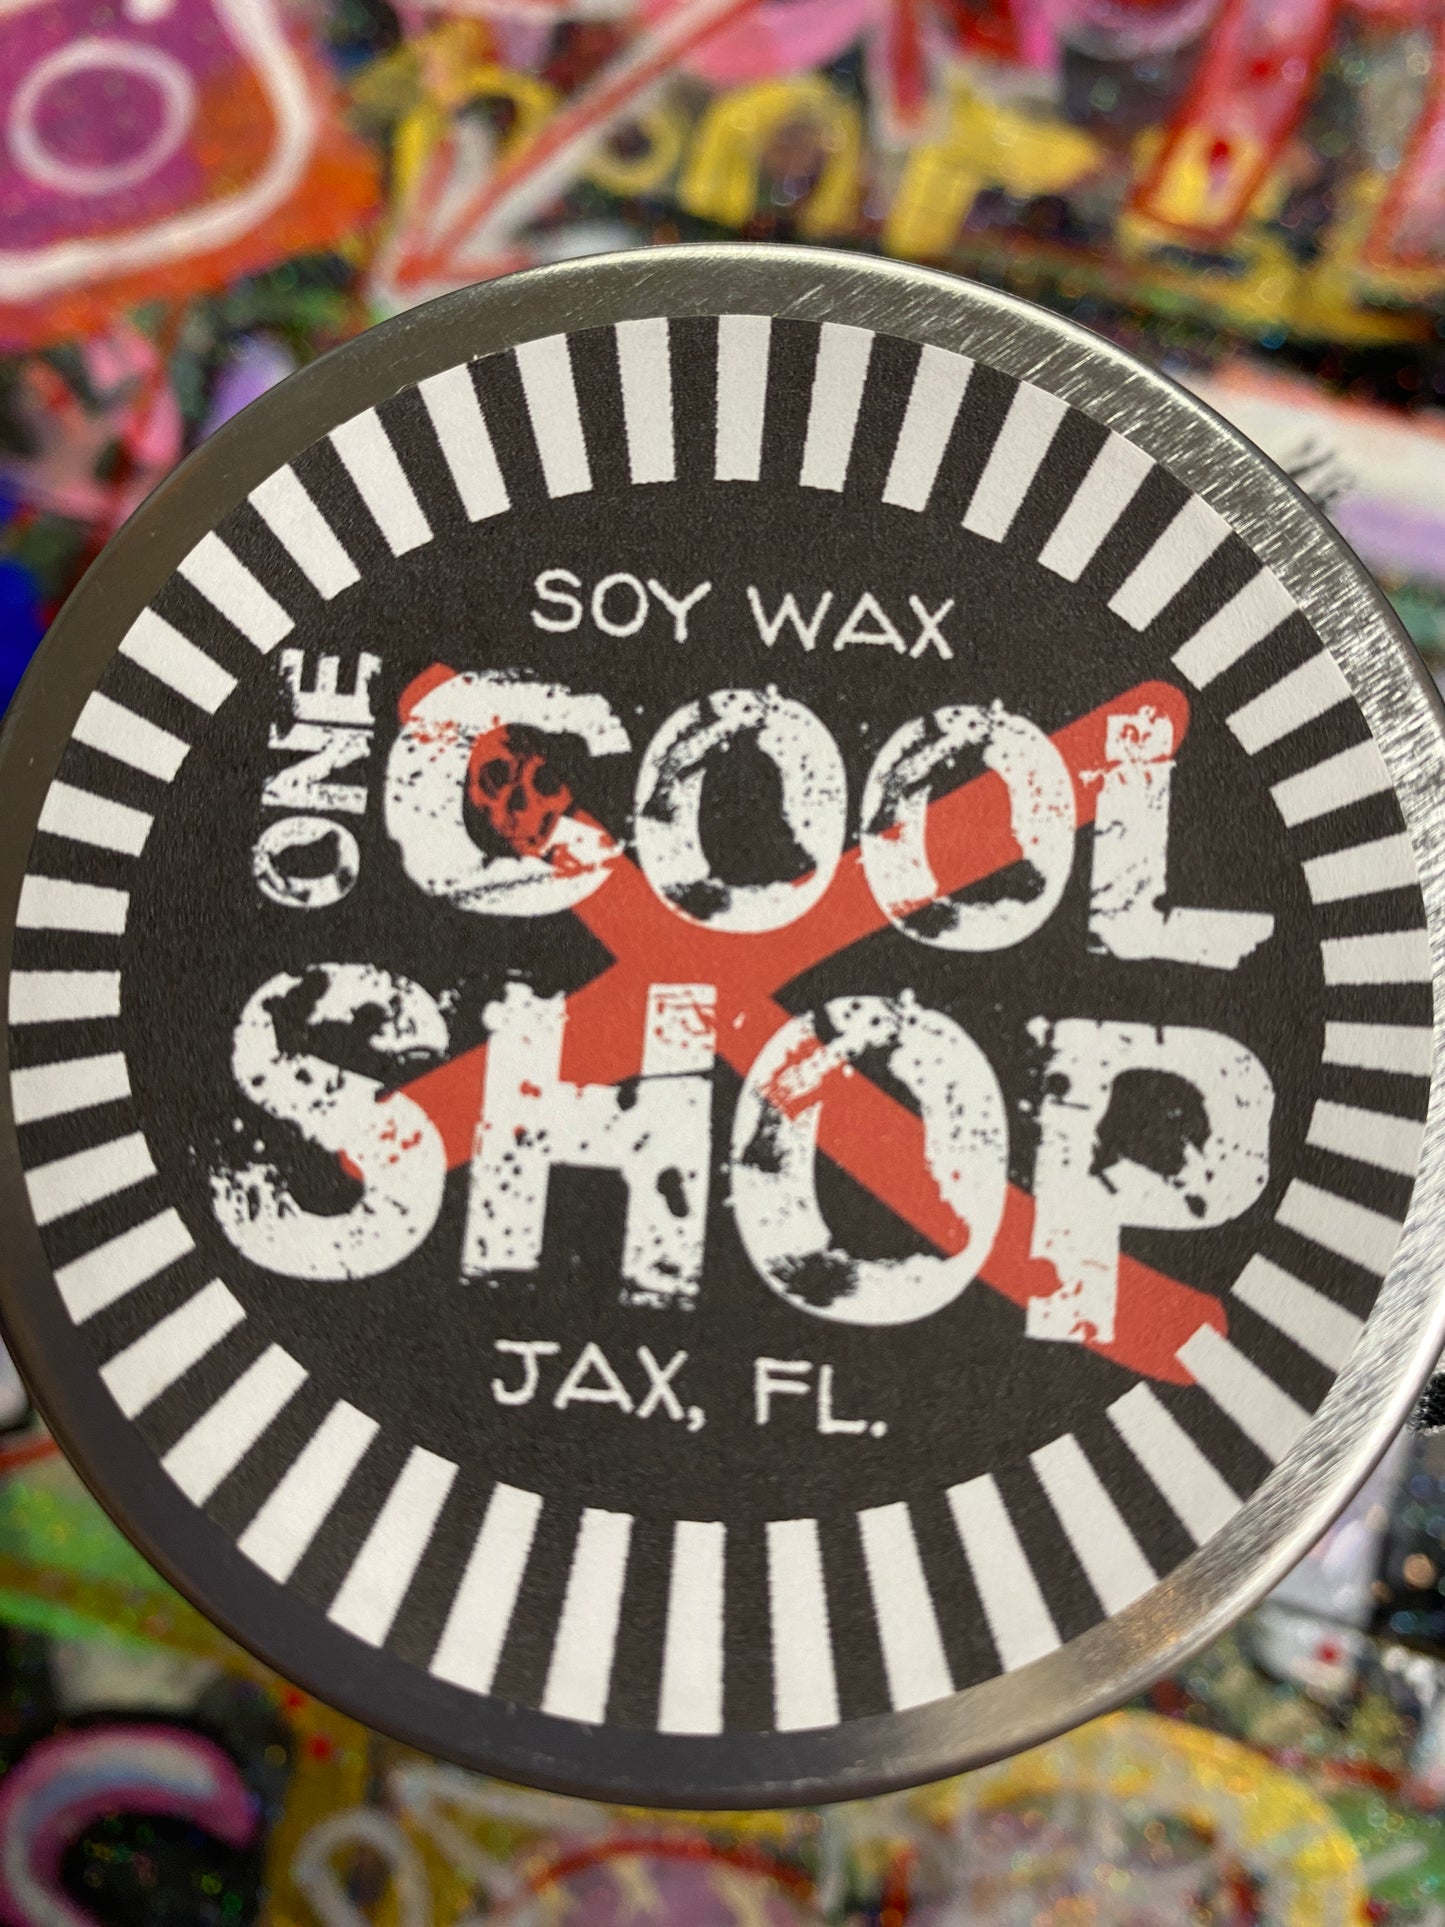 SOY WAX
ONE
COOL
SHOP
JAX, FL.